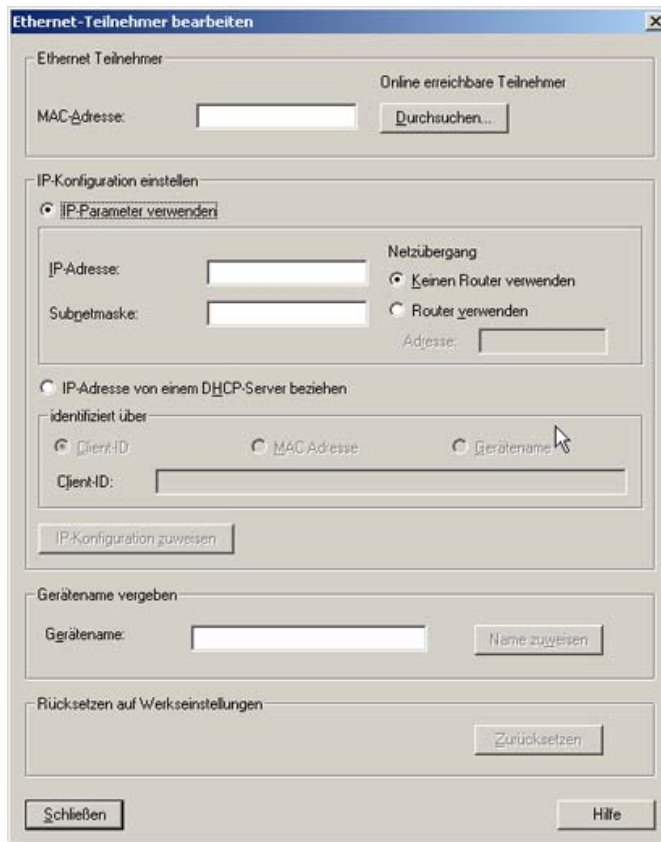 Ethernet-Teilnehmer bearbeiten
Ethernet Teilnehmer
Online erreichbare Teilnehmer
MAC-Adresse:
Durchsuchen...
IP-Konfiguration einstellen
IP-Parameter verwenden
Netzübergang
IP-Adresse:
Keinen Router verwenden
Subnetmaske:
Router verwenden
Adresse:
IP-Adresse von einem DHCP-Server beziehen
identifiziert über
Client-ID
MAC Adresse
Gerätename
Client-ID:
IP-Konfiguration zuweisen
Gerätename vergeben
Gerätename:
Name zuweisen
Rücksetzen auf Werkseinstellungen
Zurücksetzen
Schließen
Hilfe